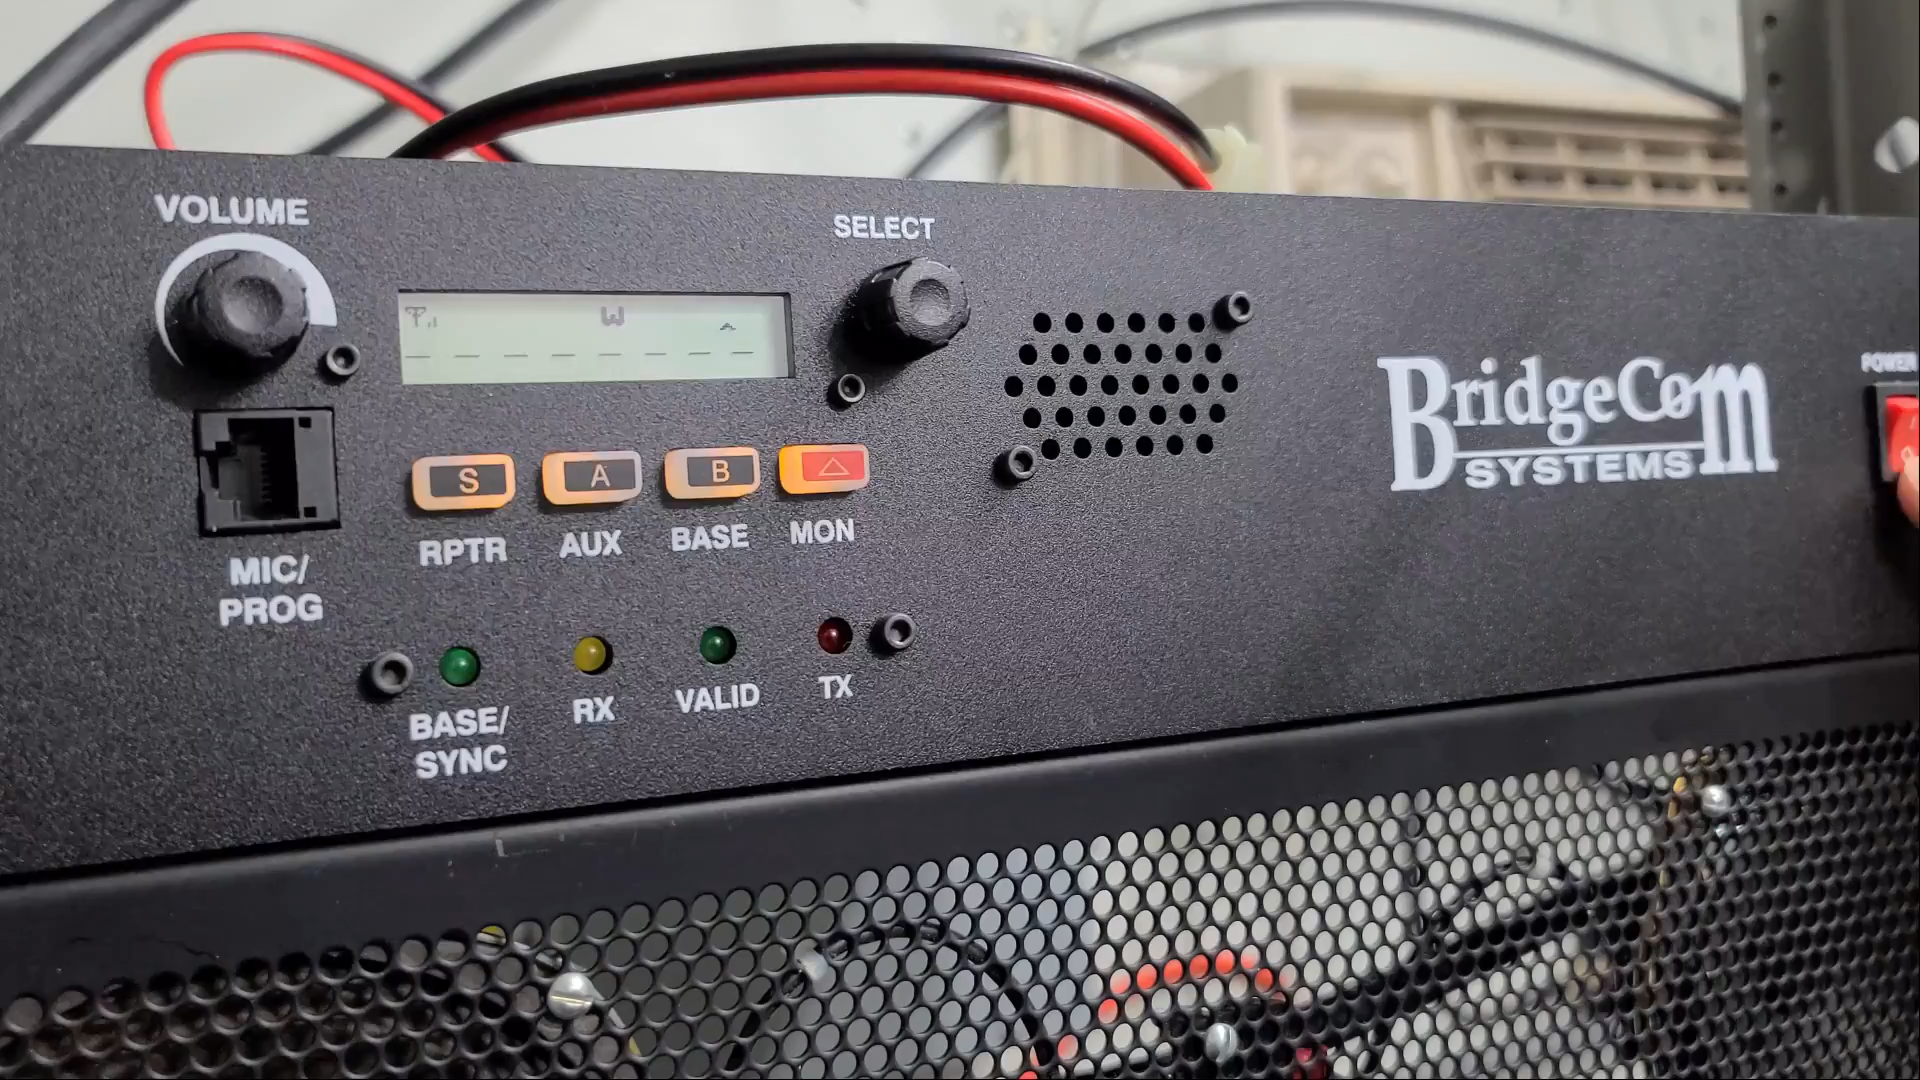 VOLUME
SELECT
W
BridgeCom
SYSTEMS
POWER
S
A
B
RPTR
AUX
BASE
MON
MIC/
PROG
BASE/
SYNC
RX
VALID
TX